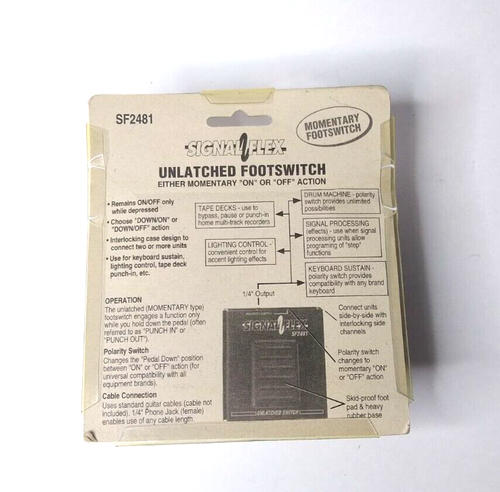 SF2481
MOMENTARY
FOOTSWITCH
SIGNAL FLEX
UNLATCHED FOOTSWITCH
EITHER MOMENTARY "ON" OR "OFF" ACTION
• Remains ON/OFF only
while depressed
• Choose "DOWN/ON" or
"DOWN/OFF" action
• Interlocking case design to
connect two or more units
• Use for keyboard sustain,
lighting control, tape deck
punch-in, etc.
TAPE DECKS - use to
bypass, pause or punch-in
home multi-track recorders
LIGHTING CONTROL -
convenient control for
accent lighting effects
DRUM MACHINE - polarity
switch provides unlimited
possibilities
SIGNAL PROCESSING
(effects) - use when signal
processing units allow
programing of "step"
functions
KEYBOARD SUSTAIN -
polarity switch provides
compatibility with any brand
keyboard
1/4" Output
OPERATION
The unlatched (MOMENTARY type)
footswitch engages a function only
while you hold down the pedal (often
referred to as "PUNCH IN" or
"PUNCH OUT").
Polarity Switch
Changes the "Pedal Down" position
between "ON" or "OFF" action (for
universal compatibility with all
equipment brands).
Cable Connection
Uses standard guitar cables (cable not
included). 1/4" Phone Jack (female)
enables use of any cable length
SIGNAL FLEX
SF2481
UNLATCHED SWITCH
Connect units
side-by-side with
interlocking side
channels
Polarity switch
changes to
momentary "ON"
or "OFF" action
Skid-proof foot
pad & heavy
rubber base